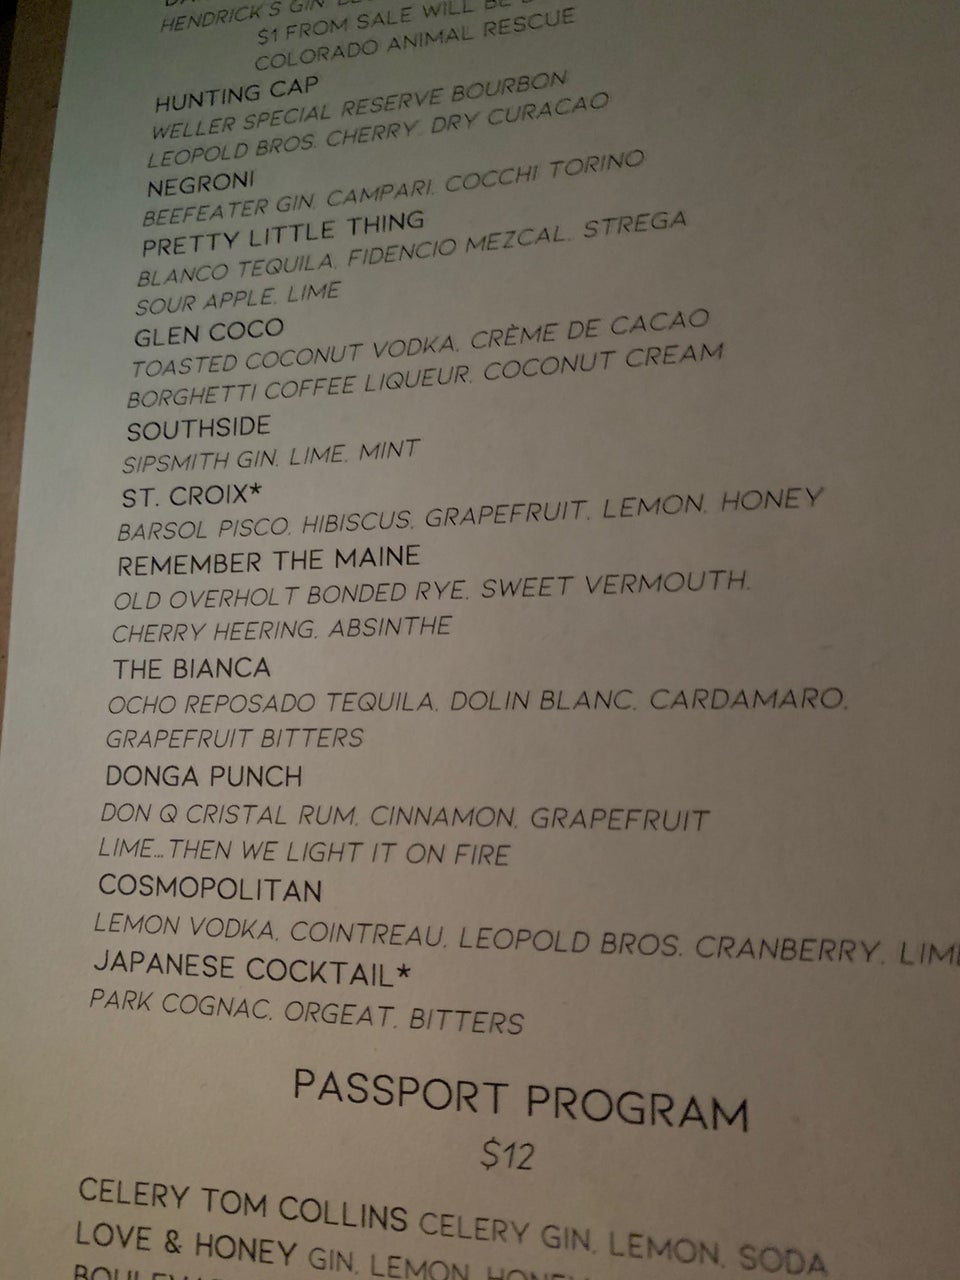 HENDRICK'S GIN
$1 FROM SALE WILL BE
COLORADO ANIMAL RESCUE
HUNTING CAP
WELLER SPECIAL RESERVE BOURBON
LEOPOLD BROS. CHERRY, DRY CURACAO
NEGRONI
BEEFEATER GIN, CAMPARI, COCCHI TORINO
PRETTY LITTLE THING
BLANCO TEQUILA, FIDENCIO MEZCAL, STREGA
SOUR APPLE, LIME
GLEN COCO
TOASTED COCONUT VODKA, CRÈME DE CACAO
BORGHETTI COFFEE LIQUEUR, COCONUT CREAM
SOUTHSIDE
SIPSMITH GIN, LIME, MINT
ST. CROIX*
BARSOL PISCO, HIBISCUS, GRAPEFRUIT, LEMON, HONEY
REMEMBER THE MAINE
OLD OVERHOLT BONDED RYE, SWEET VERMOUTH,
CHERRY HEERING, ABSINTHE
THE BIANCA
OCHO REPOSADO TEQUILA, DOLIN BLANC, CARDAMARO,
GRAPEFRUIT BITTERS
DONGA PUNCH
DON Q CRISTAL RUM, CINNAMON, GRAPEFRUIT
LIME...THEN WE LIGHT IT ON FIRE
COSMOPOLITAN
LEMON VODKA, COINTREAU, LEOPOLD BROS. CRANBERRY, LIME
JAPANESE COCKTAIL*
PARK COGNAC, ORGEAT, BITTERS
PASSPORT PROGRAM
$12
CELERY TOM COLLINS CELERY GIN, LEMON, SODA
LOVE & HONEY GIN, LEMON,